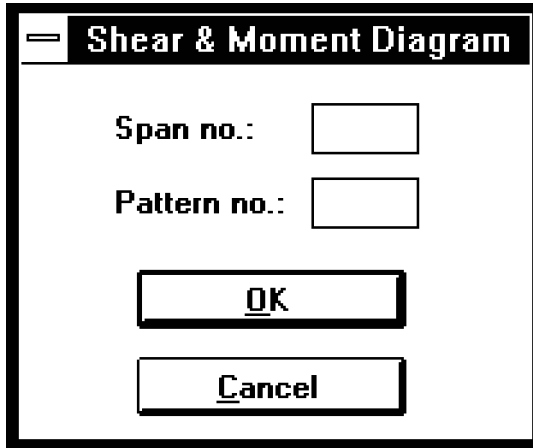 Shear & Moment Diagram
Span no.:
Pattern no.:
OK
Cancel